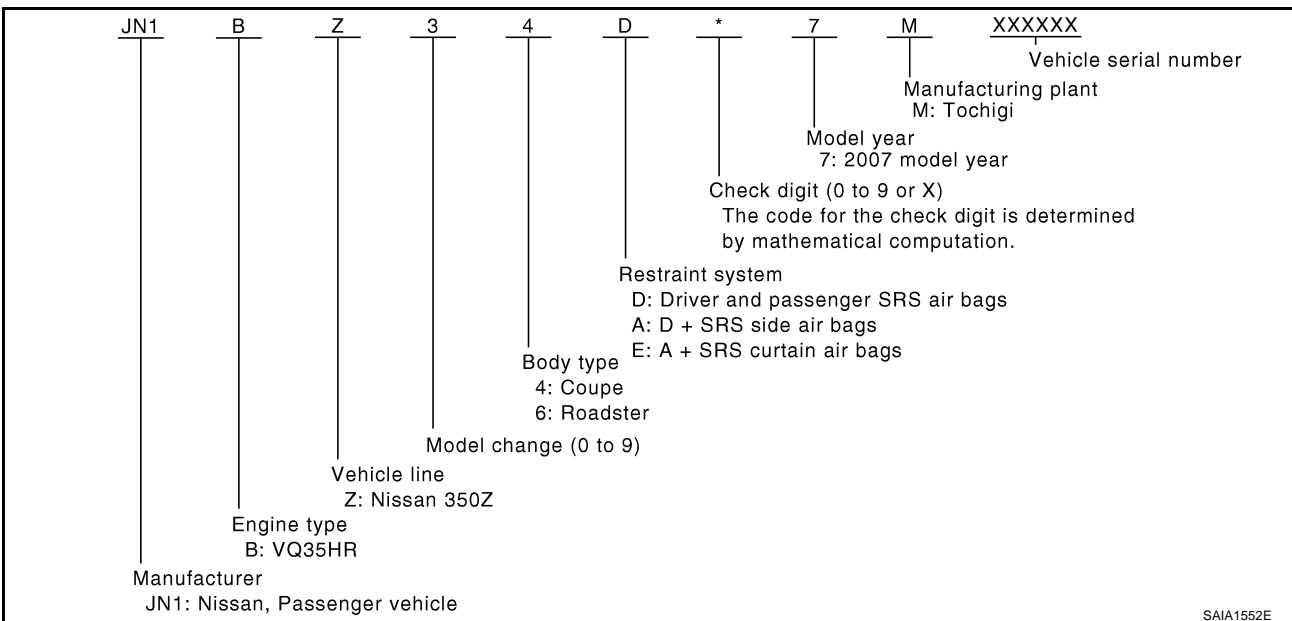 JN1 B Z 3 4 D * 7 M XXXXXX
Vehicle serial number
Manufacturing plant
M: Tochigi
Model year
7: 2007 model year
Check digit (0 to 9 or X)
The code for the check digit is determined
by mathematical computation.
Restraint system
D: Driver and passenger SRS air bags
A: D + SRS side air bags
E: A + SRS curtain air bags
Body type
4: Coupe
6: Roadster
Model change (0 to 9)
Vehicle line
Z: Nissan 350Z
Engine type
B: VQ35HR
Manufacturer
JN1: Nissan, Passenger vehicle
SAIA1552E